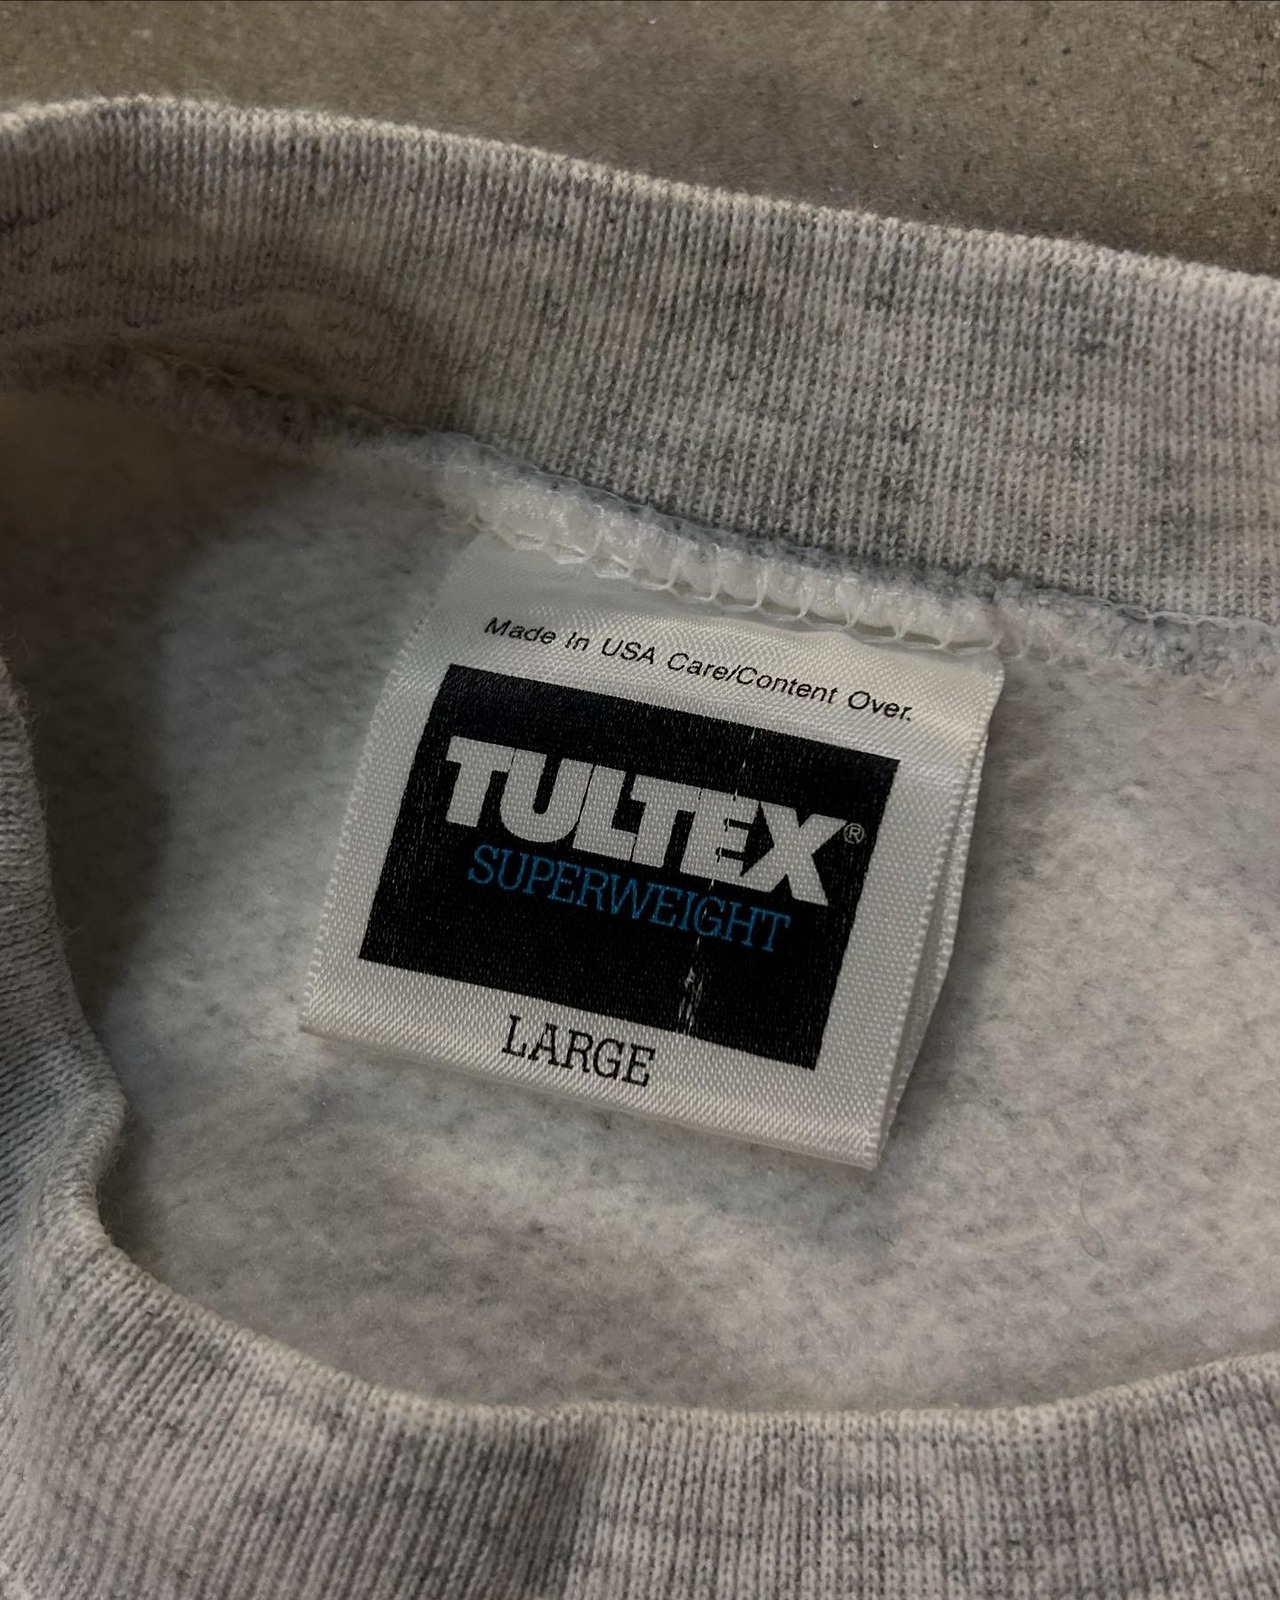 Made In USA Care/Content Over.
TULTEX®
SUPERWEIGHT
LARGE